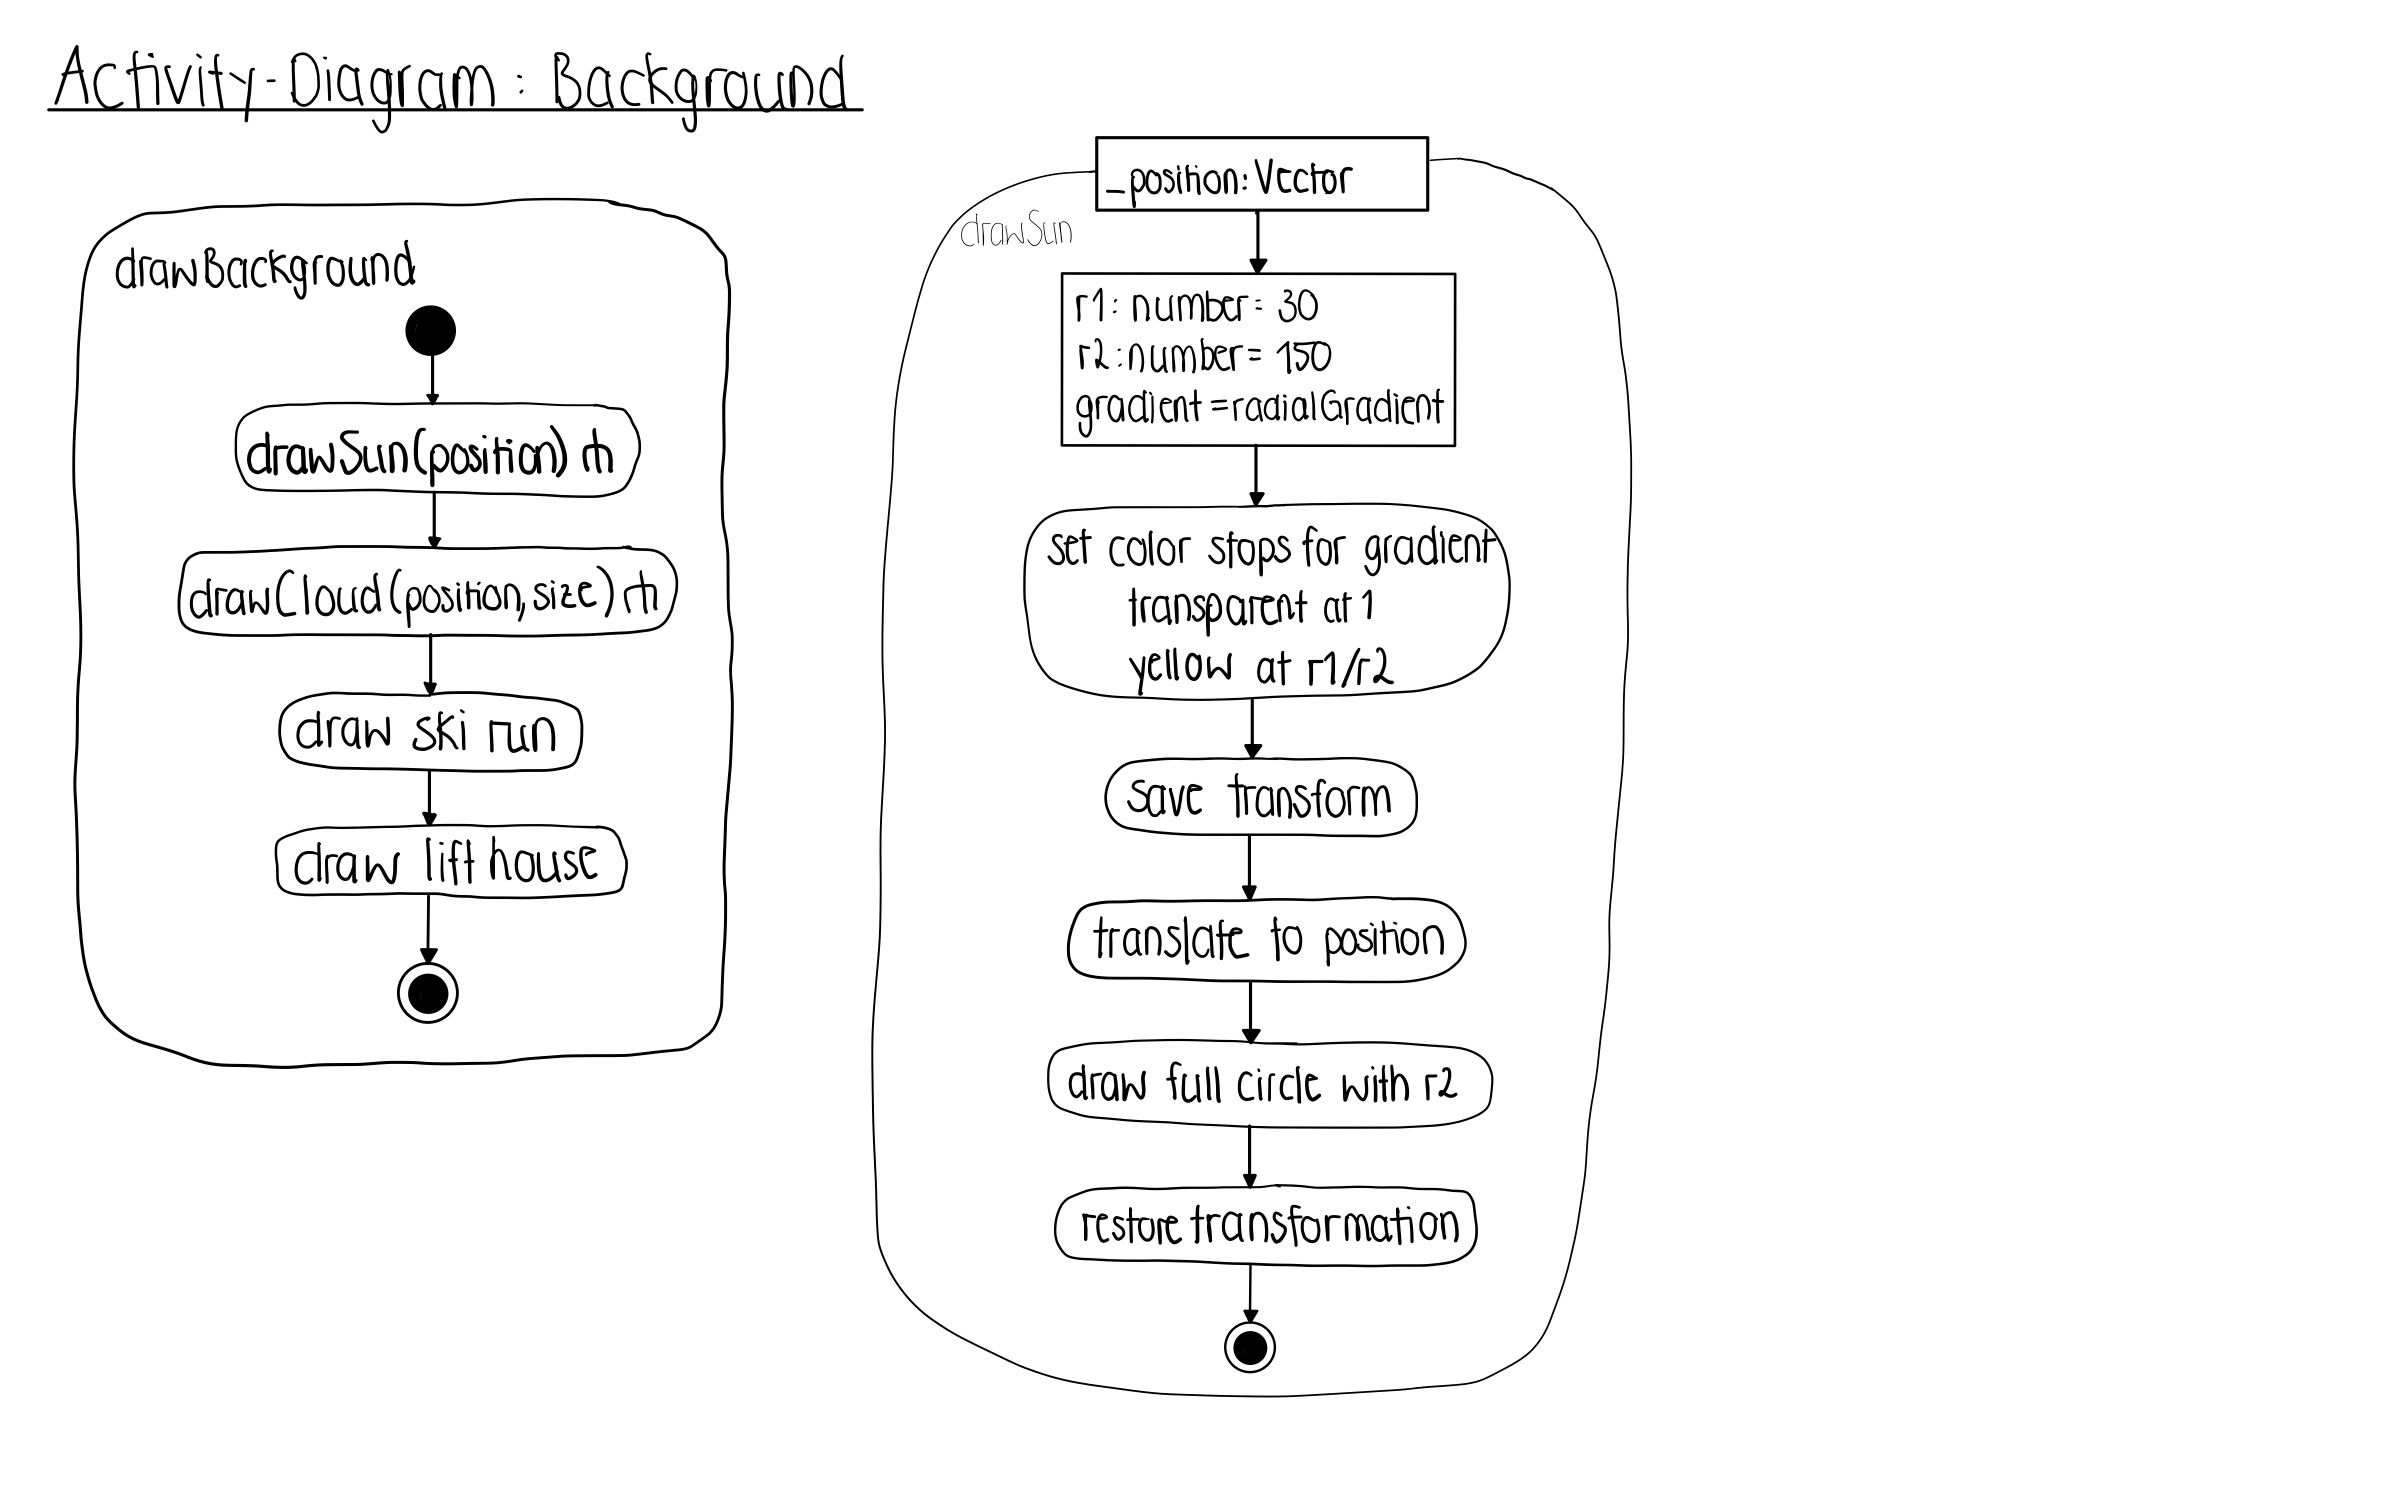 Activity-Diagram: Background
drawBackground
drawSun(position)
drawCloud(position, size)
draw ski run
draw lift house
_position: Vector
drawSun
r1: number= 30
r2: number= 150
gradient = radialGradient
set color stops for gradient
transparent at 1
yellow at r1/r2
save transform
translate to position
draw full circle with r2
restore transformation